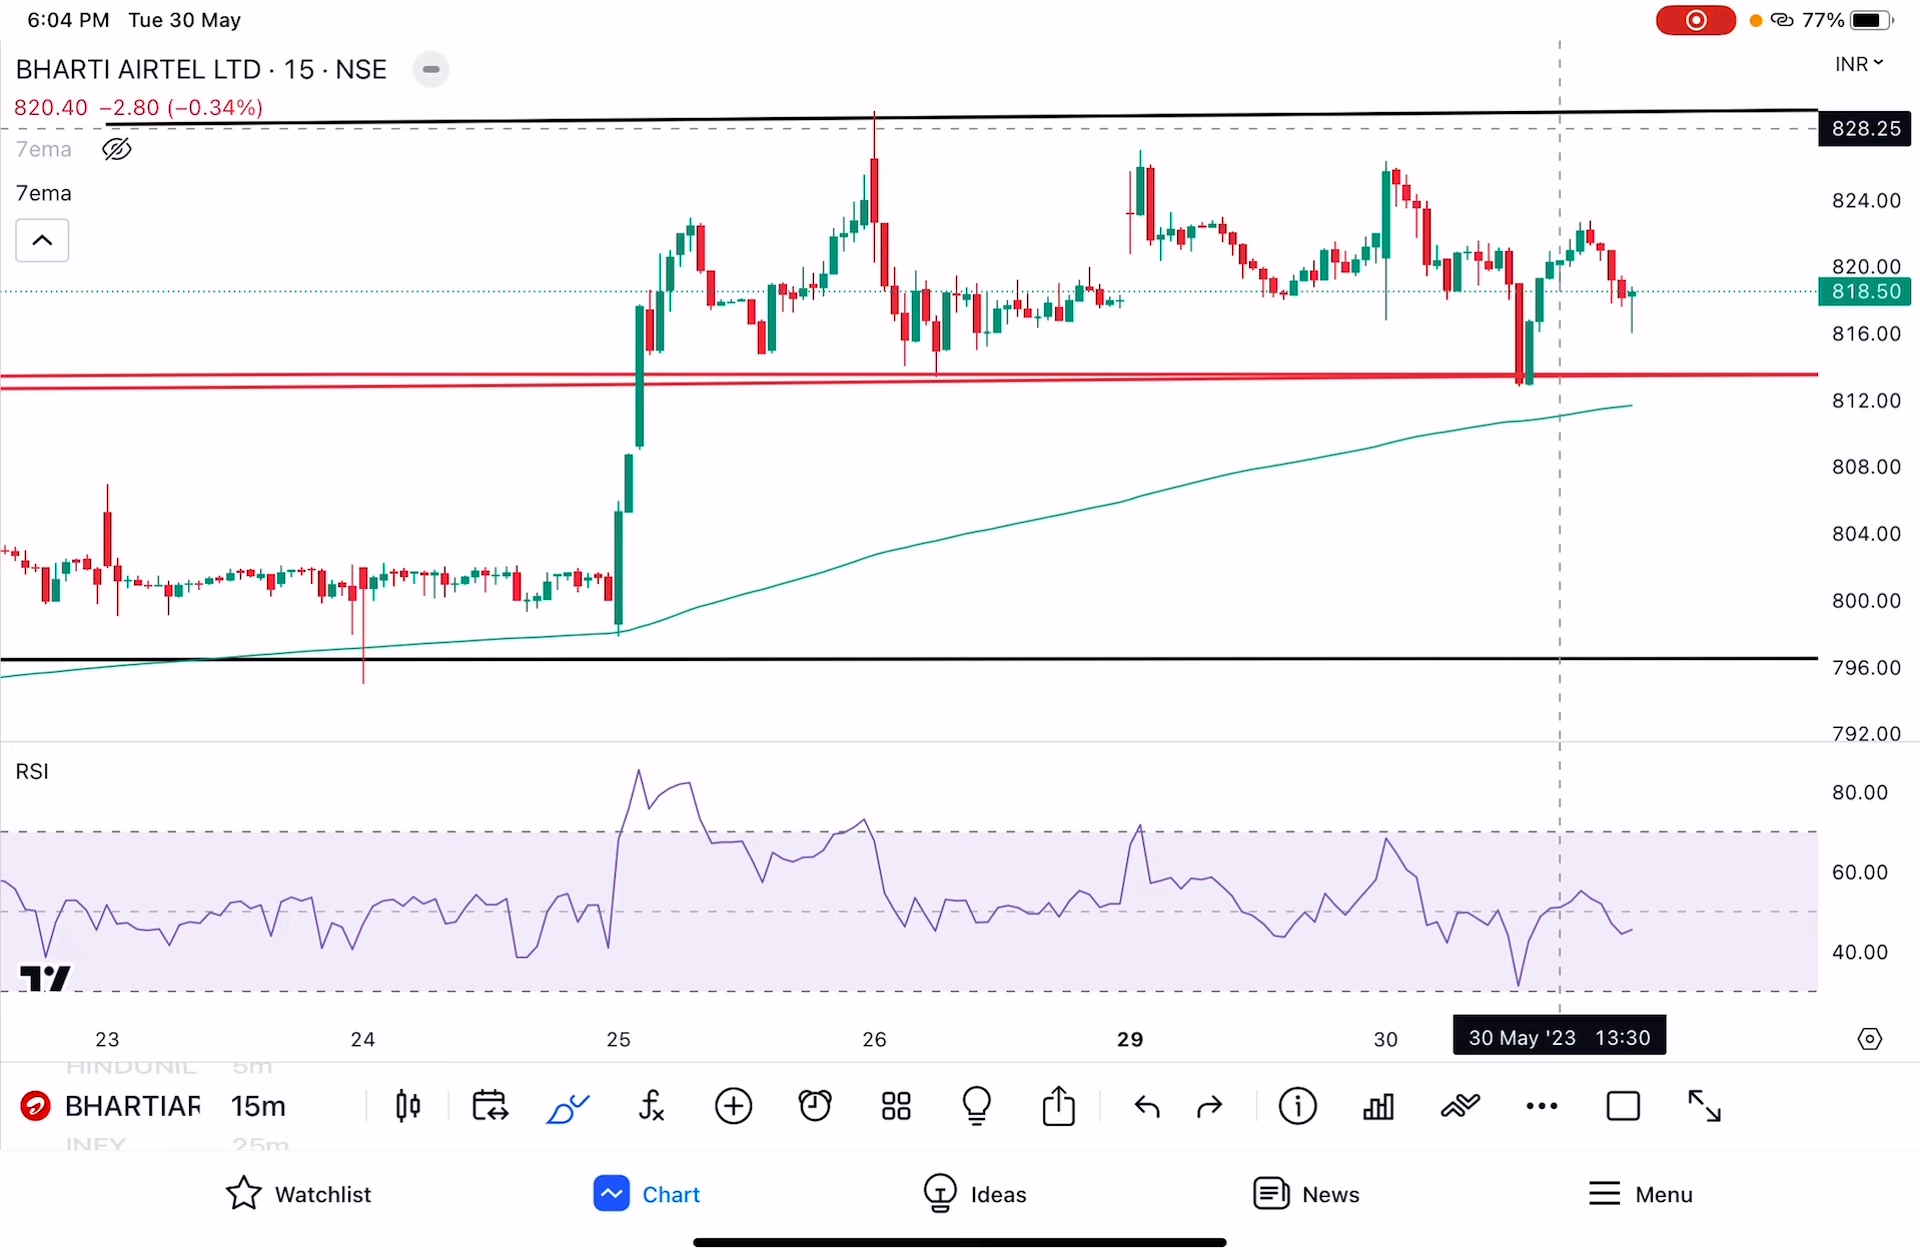 6:04 PM Tue 30 May
77%
BHARTI AIRTEL LTD · 15 · NSE
INR
820.40 −2.80 (−0.34%)
7ema
7ema
828.25
824.00
820.00
818.50
816.00
812.00
808.00
804.00
800.00
796.00
792.00
RSI
80.00
60.00
40.00
23 24 25 26 29 30 30 May '23 13:30
HINDUNIL 5m
BHARTIAR 15m
INFY 25m
Watchlist Chart Ideas News Menu